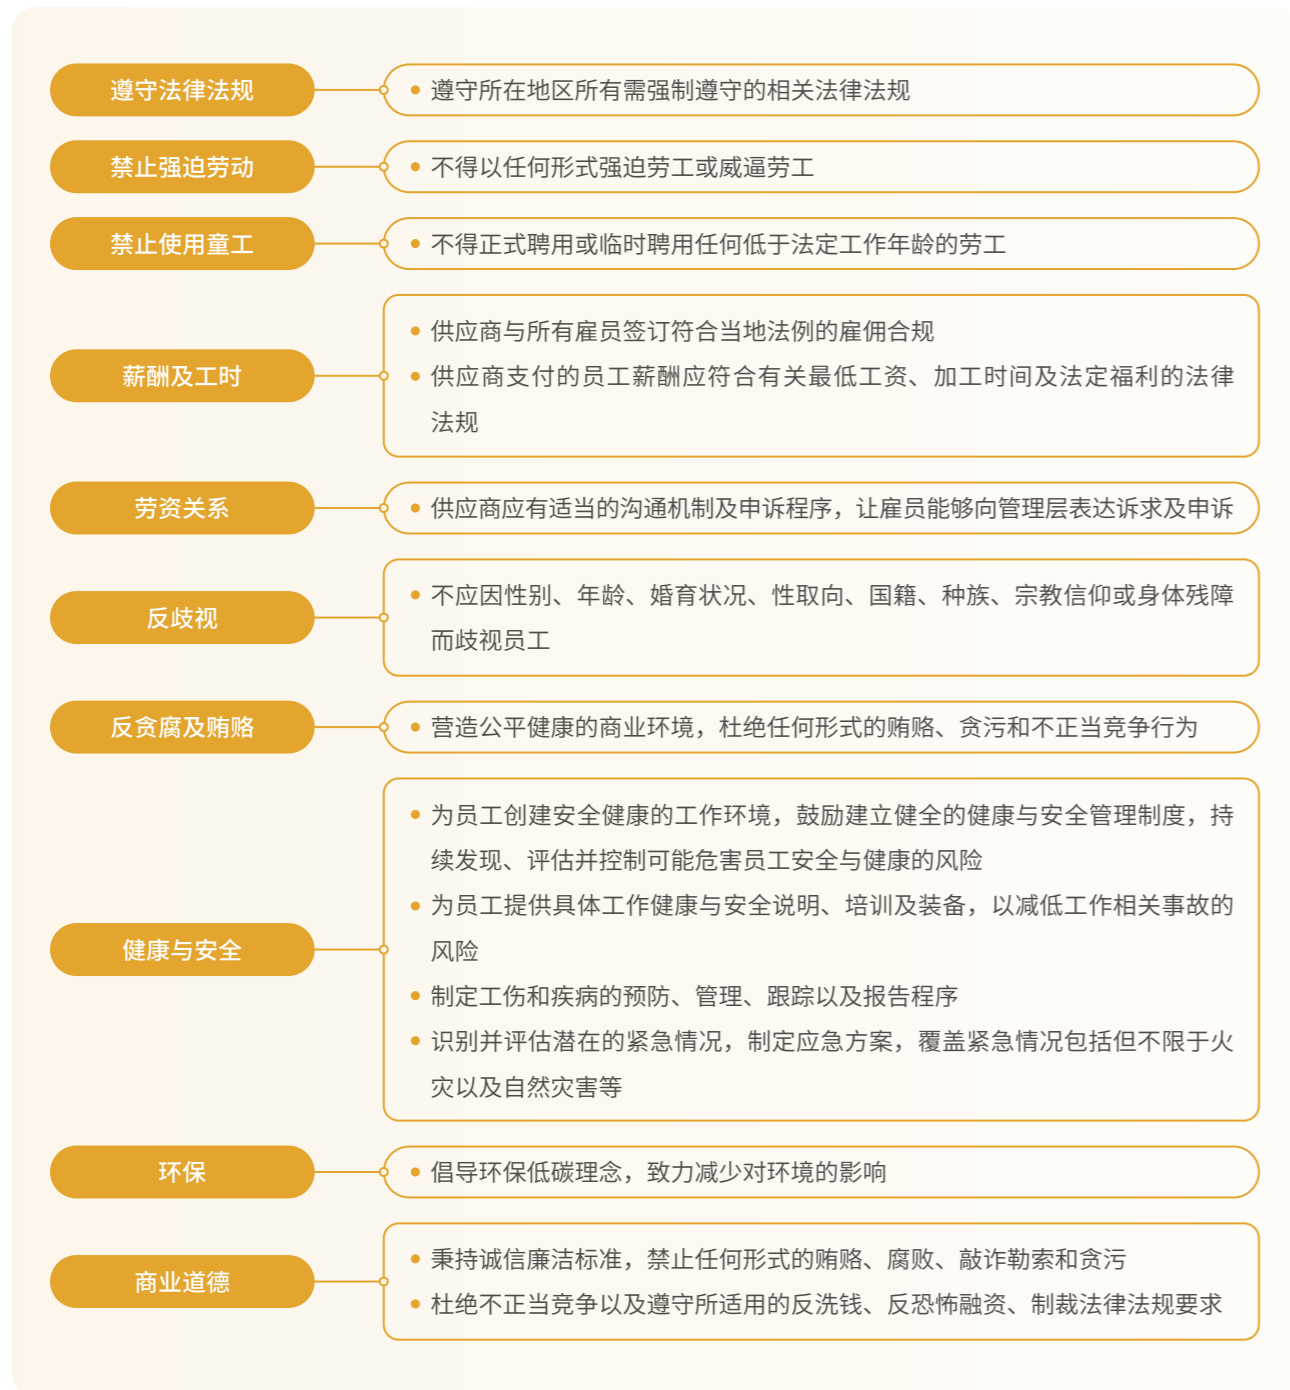 遵守法律法规
● 遵守所在地区所有需强制遵守的相关法律法规
禁止强迫劳动
● 不得以任何形式强迫劳工或威逼劳工
禁止使用童工
● 不得正式聘用或临时聘用任何低于法定工作年龄的劳工
薪酬及工时
● 供应商与所有雇员签订符合当地法例的雇佣合规
● 供应商支付的员工薪酬应符合有关最低工资、加工时间及法定福利的法律
法规
劳资关系
● 供应商应有适当的沟通机制及申诉程序，让雇员能够向管理层表达诉求及申诉
反歧视
● 不应因性别、年龄、婚育状况、性取向、国籍、种族、宗教信仰或身体残障
而歧视员工
反贪腐及贿赂
● 营造公平健康的商业环境，杜绝任何形式的贿赂、贪污和不正当竞争行为
健康与安全
● 为员工创建安全健康的工作环境，鼓励建立健全的健康与安全管理制度，持
续发现、评估并控制可能危害员工安全与健康的风险
● 为员工提供具体工作健康与安全说明、培训及装备，以减低工作相关事故的
风险
● 制定工伤和疾病的预防、管理、跟踪以及报告程序
● 识别并评估潜在的紧急情况，制定应急方案，覆盖紧急情况包括但不限于火
灾以及自然灾害等
环保
● 倡导环保低碳理念，致力减少对环境的影响
商业道德
● 秉持诚信廉洁标准，禁止任何形式的贿赂、腐败、敲诈勒索和贪污
● 杜绝不正当竞争以及遵守所适用的反洗钱、反恐怖融资、制裁法律法规要求